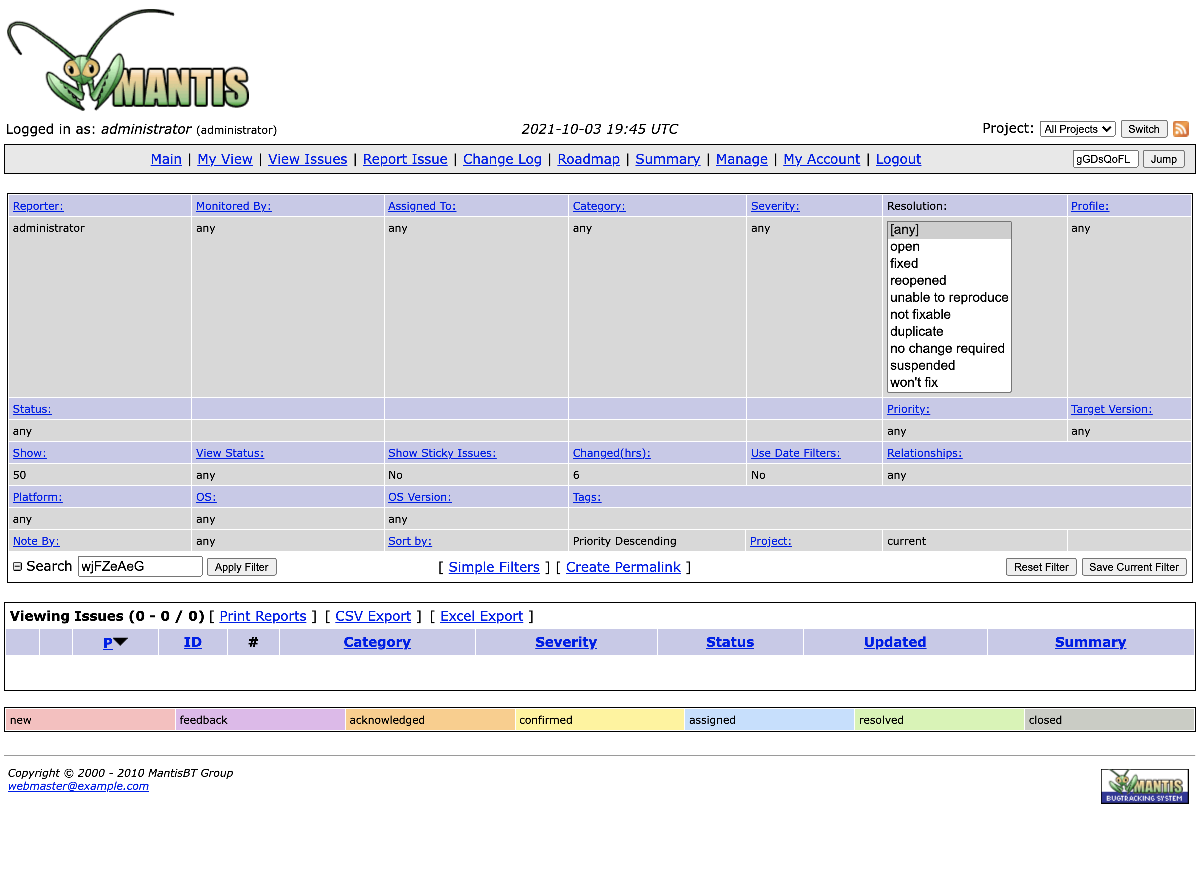 MANTIS
Logged in as: administrator (administrator) 2021-10-03 19:45 UTC Project: All Projects Switch
Main | My View | View Issues | Report Issue | Change Log | Roadmap | Summary | Manage | My Account | Logout gGDsQoFL Jump
Reporter: Monitored By: Assigned To: Category: Severity: Resolution: Profile:
administrator any any any any [any] any
open
fixed
reopened
unable to reproduce
not fixable
duplicate
no change required
suspended
won't fix
Status: Priority: Target Version:
any any any
Show: View Status: Show Sticky Issues: Changed(hrs): Use Date Filters: Relationships:
50 any No 6 No any
Platform: OS: OS Version: Tags:
any any any
Note By: any Sort by: Priority Descending Project: current
Search wjFZeAeG Apply Filter [ Simple Filters ] [ Create Permalink ] Reset Filter Save Current Filter
Viewing Issues (0 - 0 / 0) [ Print Reports ] [ CSV Export ] [ Excel Export ]
P ID # Category Severity Status Updated Summary
new feedback acknowledged confirmed assigned resolved closed
Copyright © 2000 - 2010 MantisBT Group
webmaster@example.com
MANTIS
BUGTRACKING SYSTEM